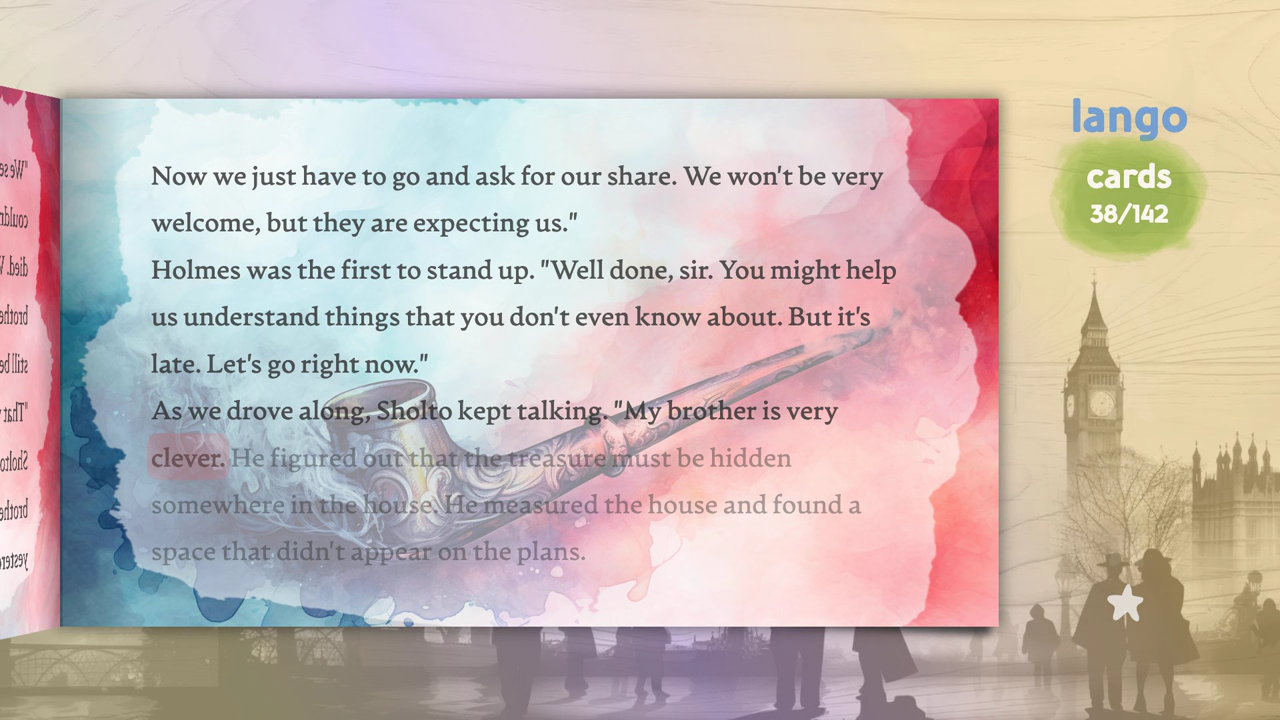 Now we just have to go and ask for our share. We won't be very
welcome, but they are expecting us."
Holmes was the first to stand up. "Well done, sir. You might help
us understand things that you don't even know about. But it's
late. Let's go right now."
As we drove along, Sholto kept talking. "My brother is very
clever. He figured out that the treasure must be hidden
somewhere in the house. He measured the house and found a
space that didn't appear on the plans.
lango
cards
38/142